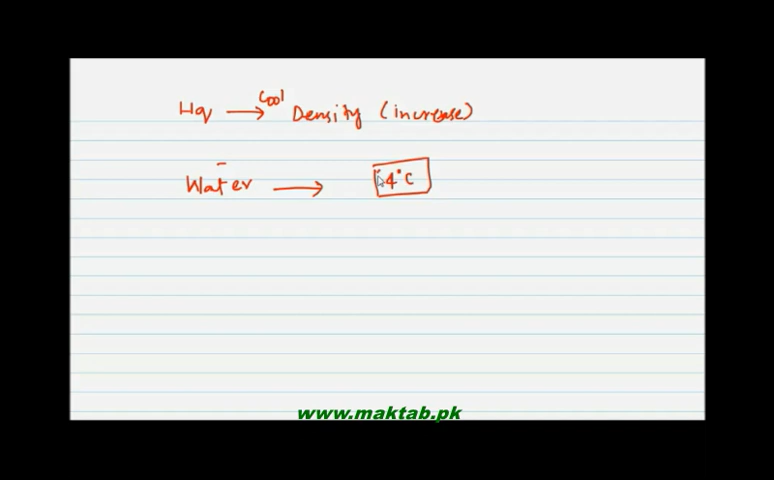 Hg → Cool Density (increase)
Water → 4°C
www.maktab.pk